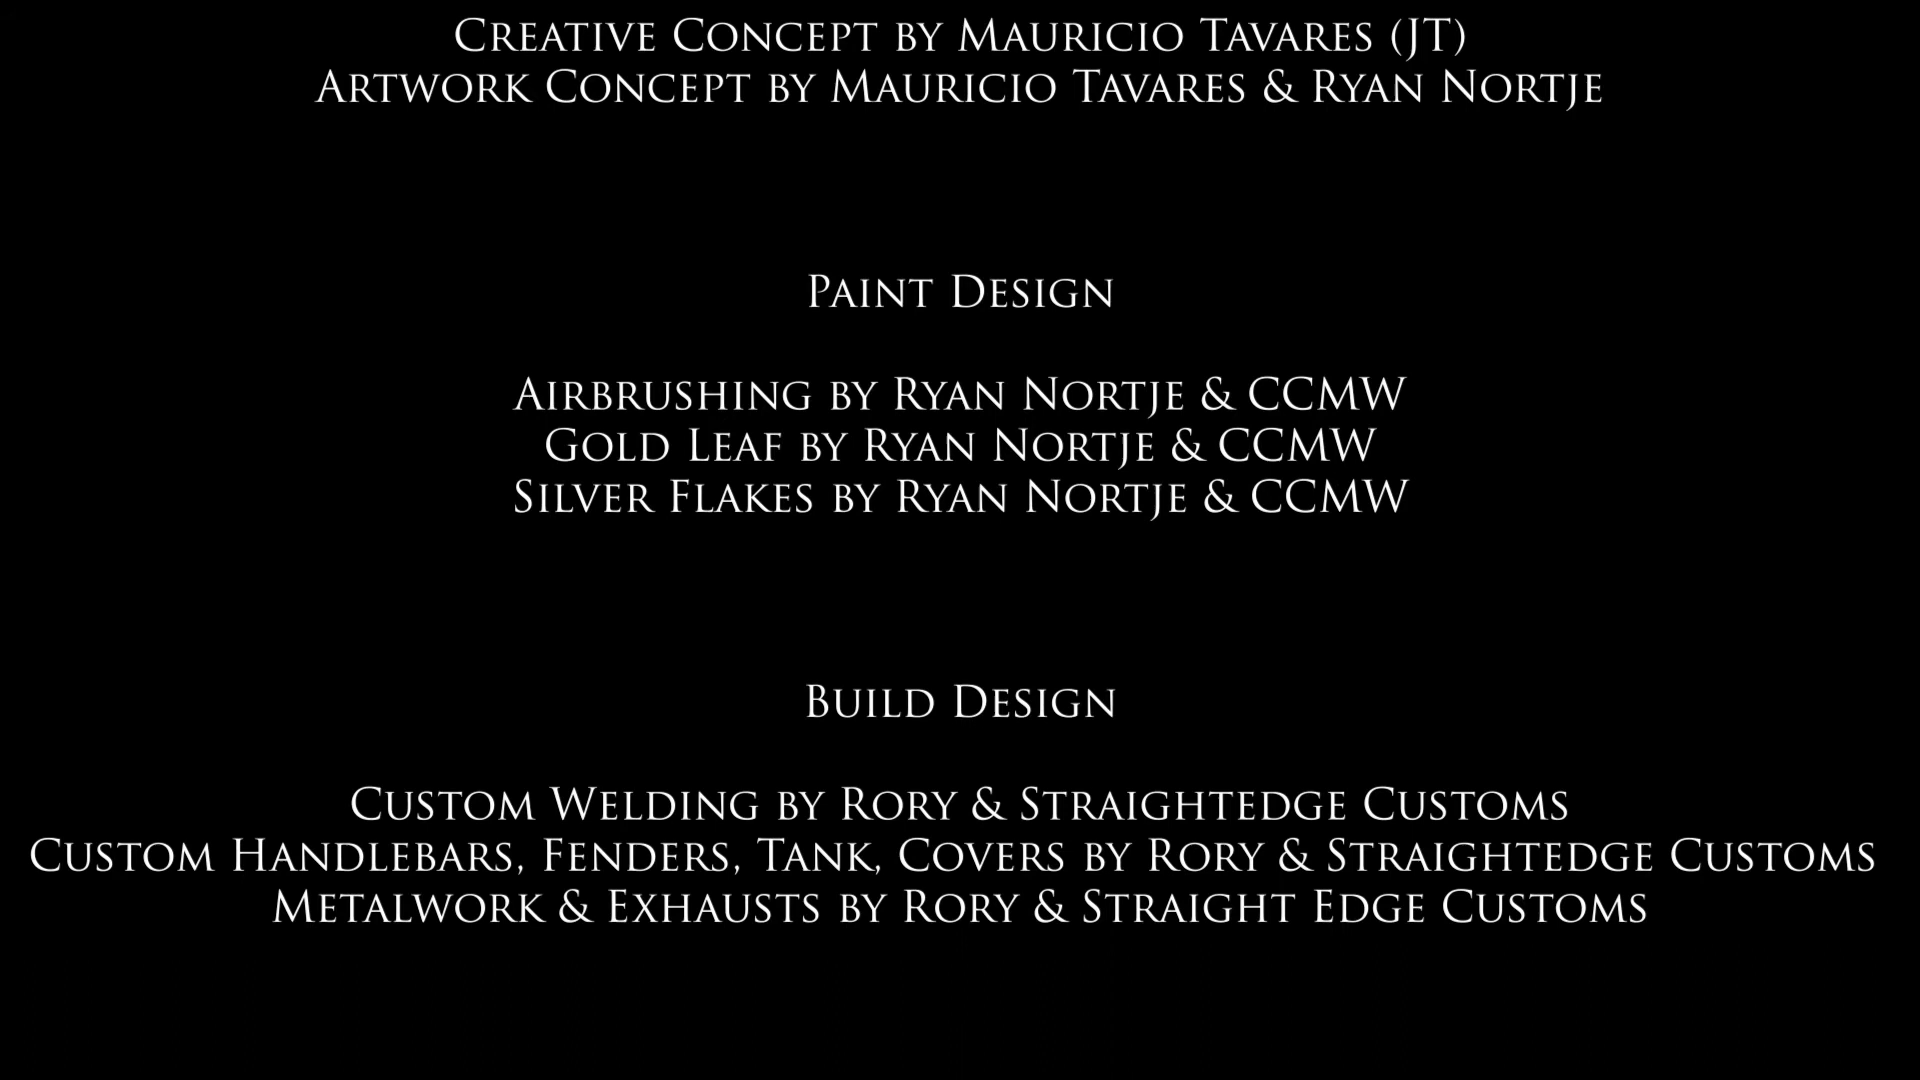 Creative Concept by Mauricio Tavares (JT)
Artwork Concept by Mauricio Tavares & Ryan Nortje
Paint Design
Airbrushing by Ryan Nortje & CCMW
Gold Leaf by Ryan Nortje & CCMW
Silver Flakes by Ryan Nortje & CCMW
Build Design
Custom Welding by Rory & Straightedge Customs
Custom Handlebars, Fenders, Tank, Covers by Rory & Straightedge Customs
Metalwork & Exhausts by Rory & Straight Edge Customs